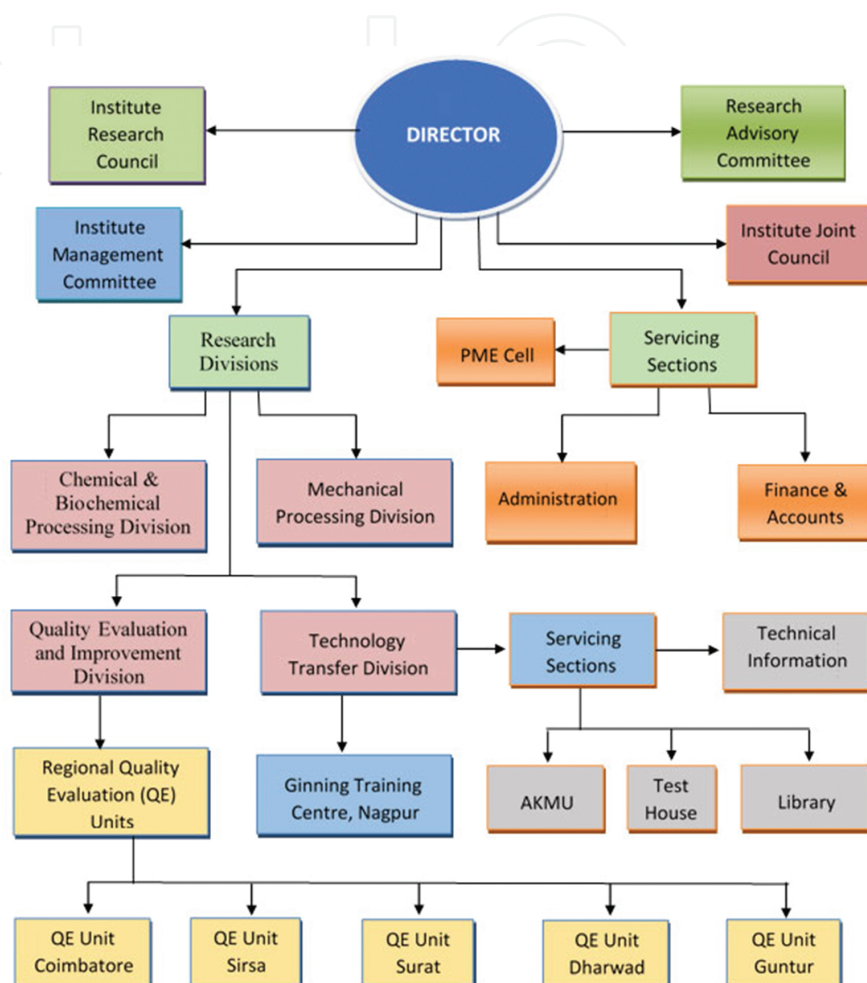 Institute
Research
Council
DIRECTOR
Research
Advisory
Committee
Institute
Management
Committee
Institute Joint
Council
Research
Divisions
PME Cell
Servicing
Sections
Chemical &
Biochemical
Processing Division
Mechanical
Processing Division
Administration
Finance &
Accounts
Quality Evaluation
and Improvement
Division
Technology
Transfer Division
Servicing
Sections
Technical
Information
Regional Quality
Evaluation (QE)
Units
Ginning Training
Centre, Nagpur
AKMU
Test
House
Library
QE Unit
Coimbatore
QE Unit
Sirsa
QE Unit
Surat
QE Unit
Dharwad
QE Unit
Guntur